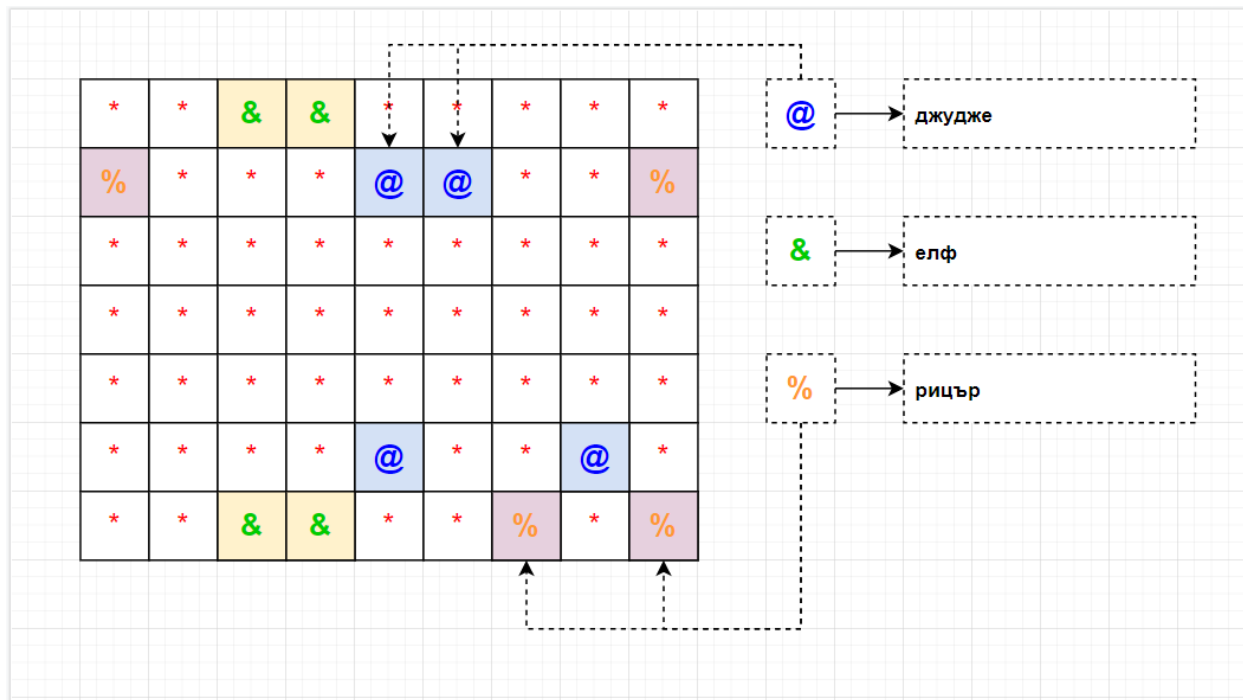 * * & & * * * * *
% * * * @ @ * * %
* * * * * * * * *
* * * * * * * * *
* * * * * * * * *
* * * * @ * * @ *
* * & & * * % * %
@ джудже
& елф
% рицър